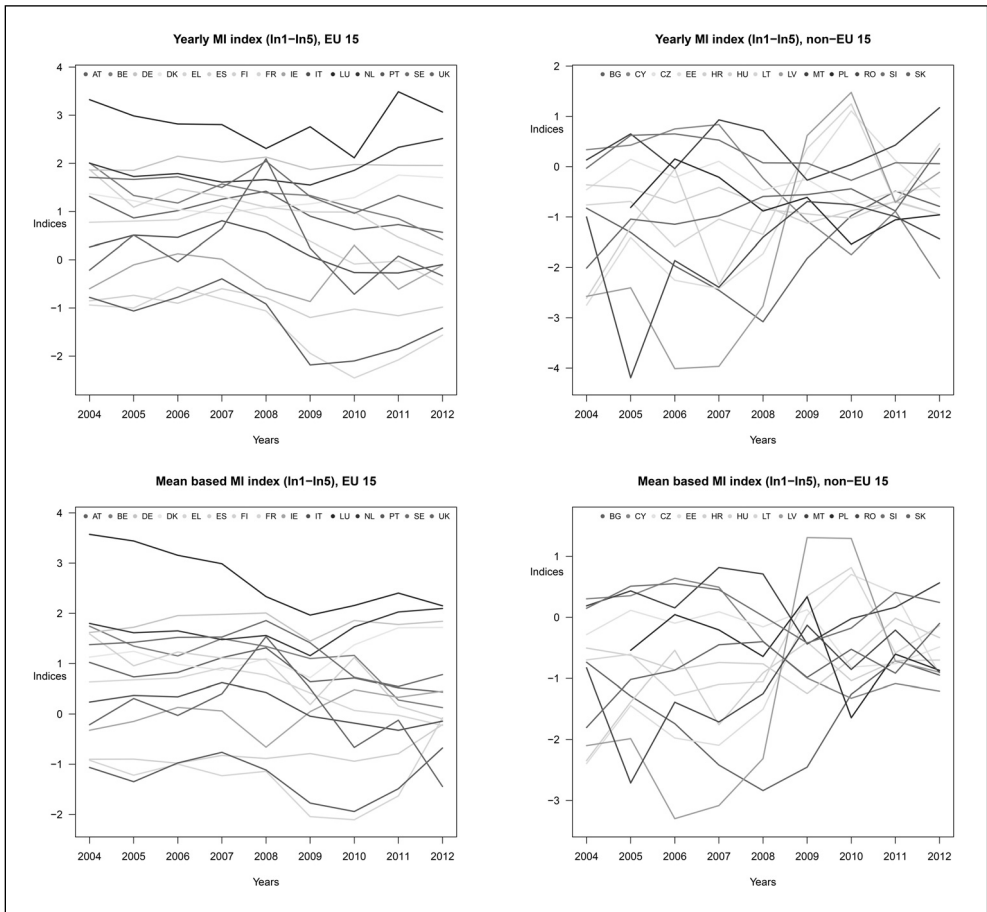 Yearly MI index (In1−In5), EU 15
AT BE DE DK EL ES FI FR IE IT LU NL PT SE UK
4
3
2
1
Indices
0
−1
−2
2004 2005 2006 2007 2008 2009 2010 2011 2012
Years
Yearly MI index (In1−In5), non−EU 15
BG CY CZ EE HR HU LT LV MT PL RO SI SK
2
1
Indices
0
−1
−2
−3
−4
2004 2005 2006 2007 2008 2009 2010 2011 2012
Years
Mean based MI index (In1−In5), EU 15
AT BE DE DK EL ES FI FR IE IT LU NL PT SE UK
4
3
2
1
Indices
0
−1
−2
2004 2005 2006 2007 2008 2009 2010 2011 2012
Years
Mean based MI index (In1−In5), non−EU 15
BG CY CZ EE HR HU LT LV MT PL RO SI SK
1
Indices
0
−1
−2
−3
2004 2005 2006 2007 2008 2009 2010 2011 2012
Years